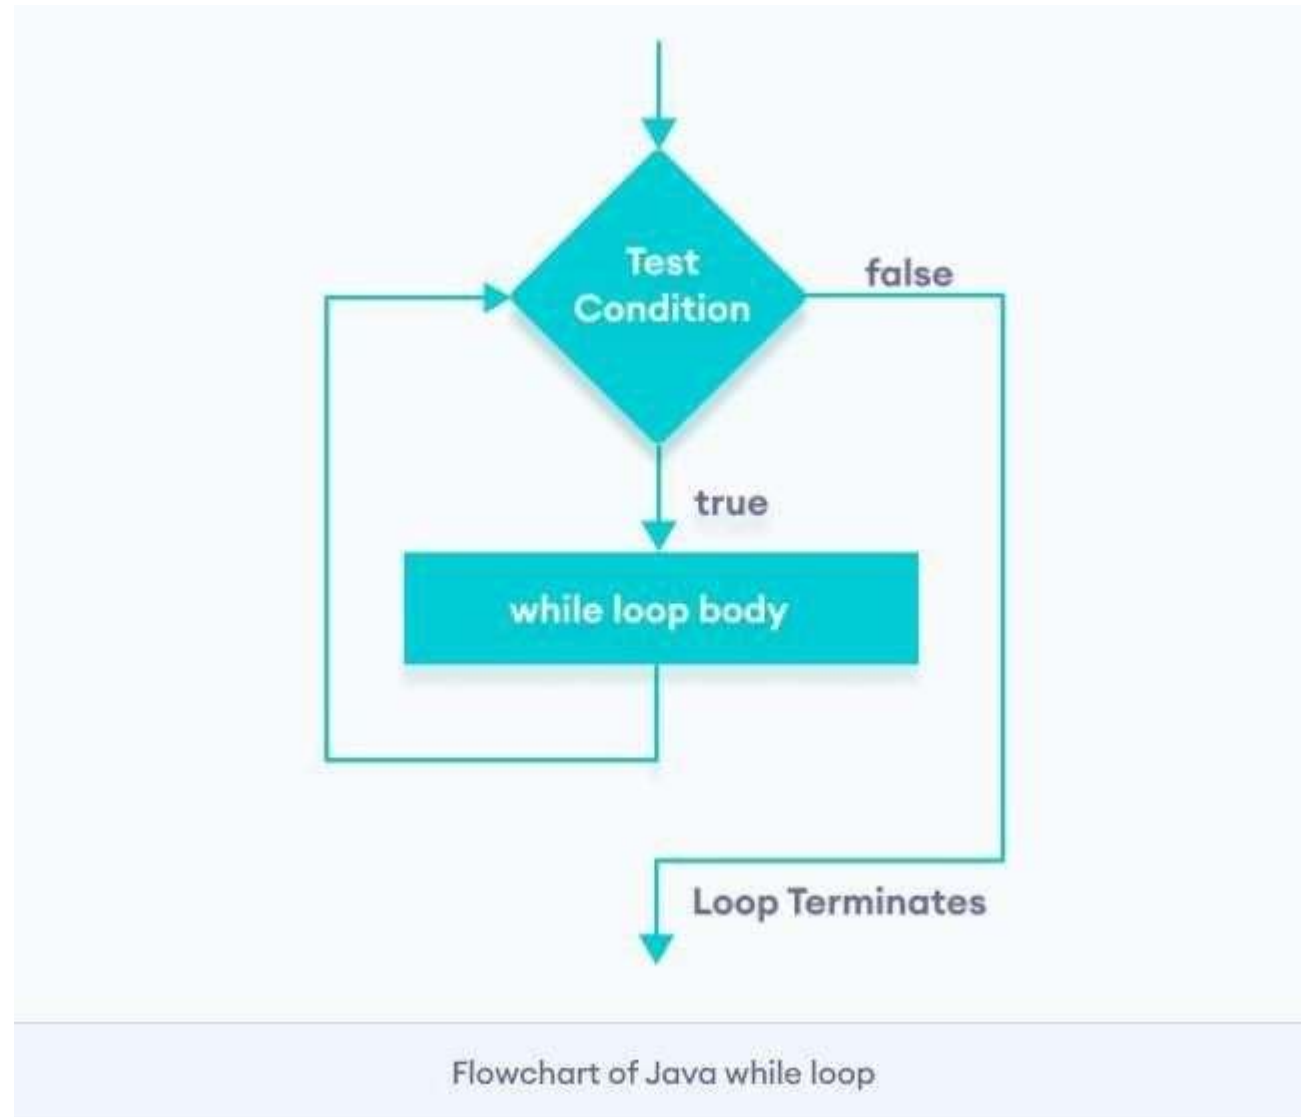 Test
Condition
false
true
while loop body
Loop Terminates
Flowchart of Java while loop